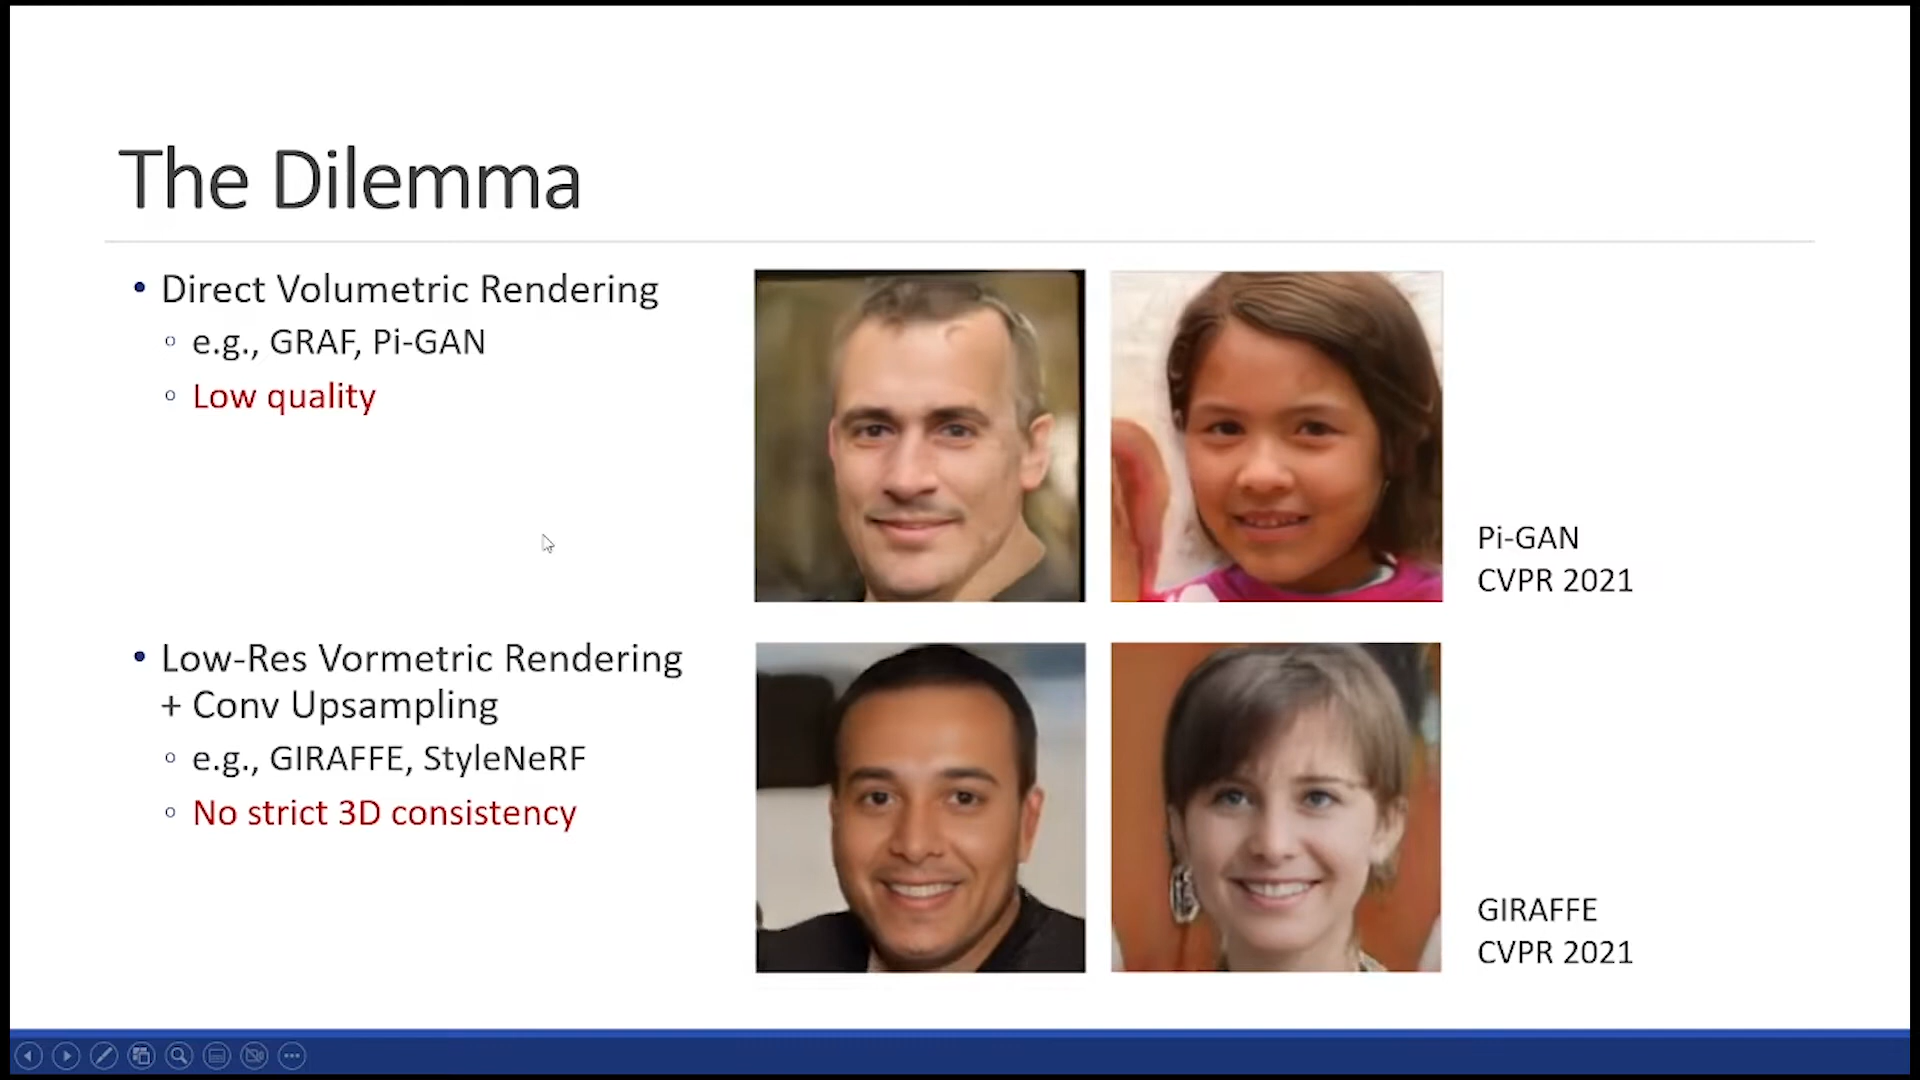 The Dilemma
• Direct Volumetric Rendering
○ e.g., GRAF, Pi-GAN
○ Low quality
Pi-GAN
CVPR 2021
• Low-Res Vormetric Rendering
+ Conv Upsampling
○ e.g., GIRAFFE, StyleNeRF
○ No strict 3D consistency
GIRAFFE
CVPR 2021